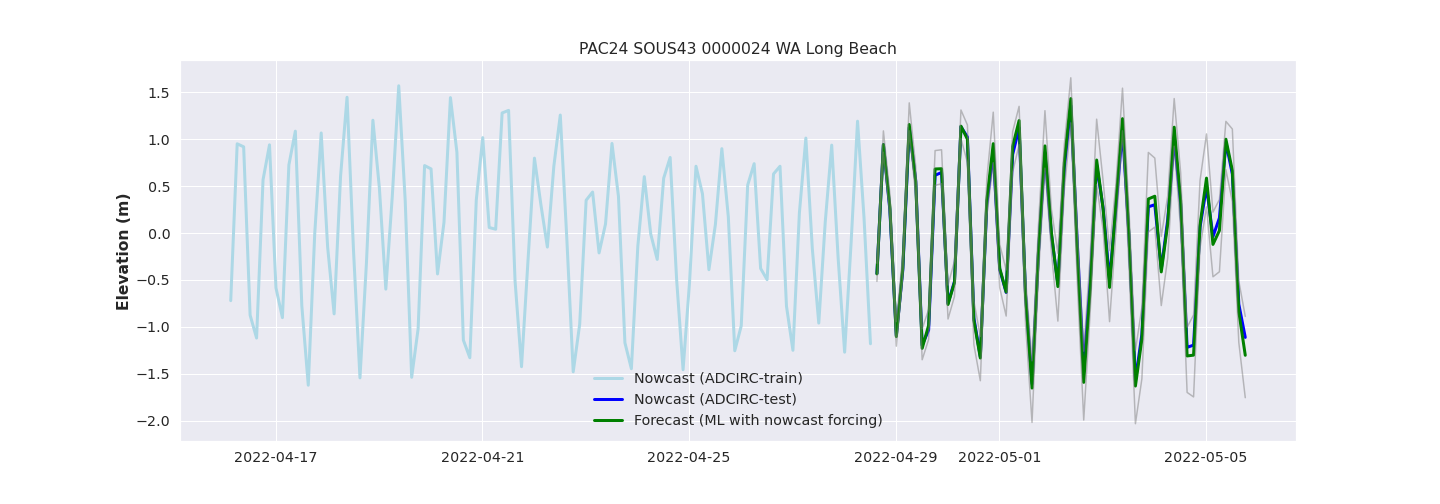 PAC24 SOUS43 0000024 WA Long Beach
Elevation (m)
1.5
1.0
0.5
0.0
−0.5
−1.0
−1.5
−2.0
Nowcast (ADCIRC-train)
Nowcast (ADCIRC-test)
Forecast (ML with nowcast forcing)
2022-04-17 2022-04-21 2022-04-25 2022-04-29 2022-05-01 2022-05-05